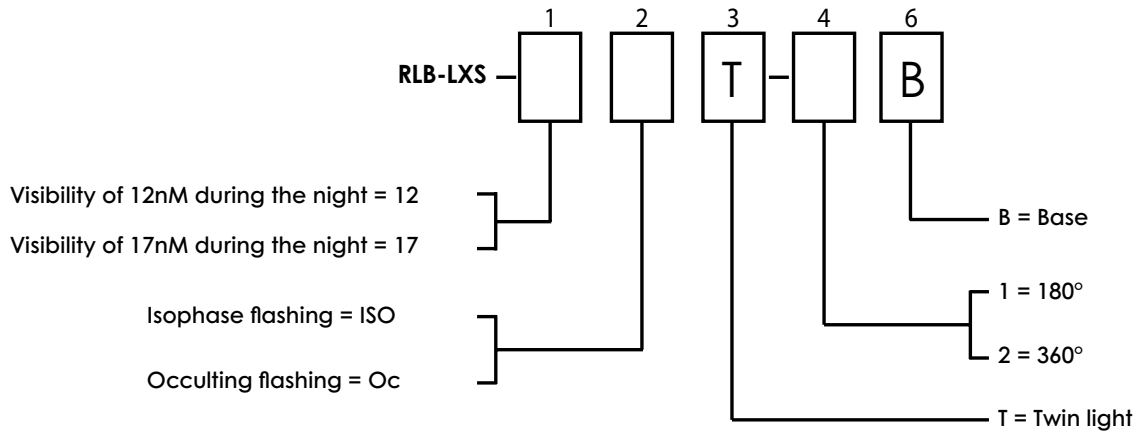 1 2 3 4 6
RLB-LXS – T – B
Visibility of 12nM during the night = 12
Visibility of 17nM during the night = 17
B = Base
1 = 180°
Isophase flashing = ISO
2 = 360°
Occulting flashing = Oc
T = Twin light